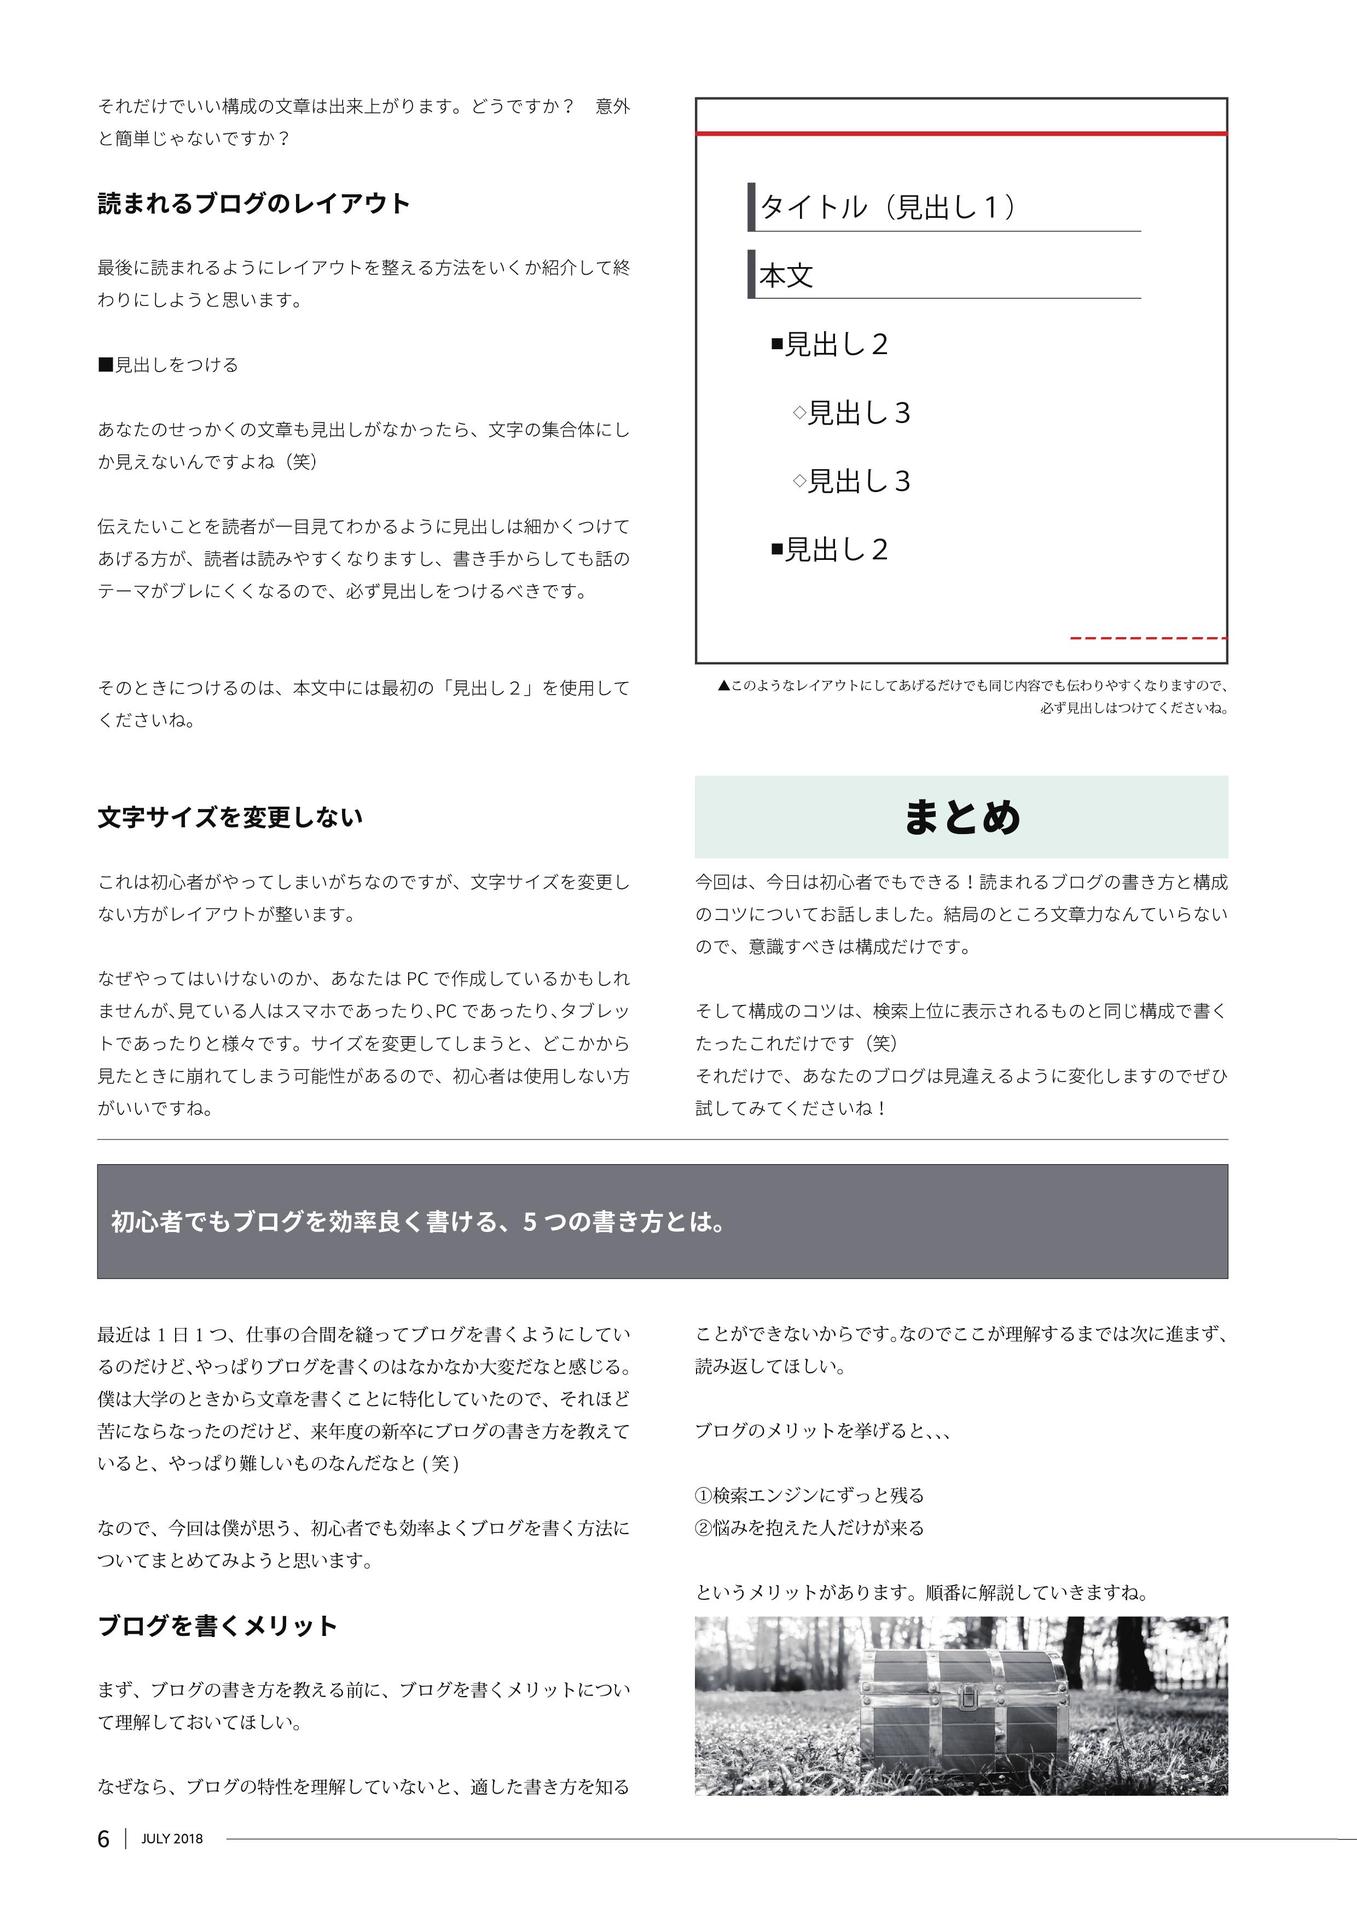 それだけでいい構成の文章は出来上がります。どうですか？　意外
と簡単じゃないですか？
読まれるブログのレイアウト
最後に読まれるようにレイアウトを整える方法をいくか紹介して終
わりにしようと思います。
■見出しをつける
あなたのせっかくの文章も見出しがなかったら、文字の集合体にし
か見えないんですよね（笑）
伝えたいことを読者が一目見てわかるように見出しは細かくつけて
あげる方が、読者は読みやすくなりますし、書き手からしても話の
テーマがブレにくくなるので、必ず見出しをつけるべきです。
そのときにつけるのは、本文中には最初の「見出し２」を使用して
くださいね。
文字サイズを変更しない
これは初心者がやってしまいがちなのですが、文字サイズを変更し
ない方がレイアウトが整います。
なぜやってはいけないのか、あなたは PC で作成しているかもしれ
ませんが、見ている人はスマホであったり、PC であったり、タブレッ
トであったりと様々です。サイズを変更してしまうと、どこかから
見たときに崩れてしまう可能性があるので、初心者は使用しない方
がいいですね。
タイトル（見出し１）
本文
■見出し２
◇見出し３
◇見出し３
■見出し２
▲このようなレイアウトにしてあげるだけでも同じ内容でも伝わりやすくなりますので、
必ず見出しはつけてくださいね。
まとめ
今回は、今日は初心者でもできる！読まれるブログの書き方と構成
のコツについてお話しました。結局のところ文章力なんていらない
ので、意識すべきは構成だけです。
そして構成のコツは、検索上位に表示されるものと同じ構成で書く
たったこれだけです（笑）
それだけで、あなたのブログは見違えるように変化しますのでぜひ
試してみてくださいね！
初心者でもブログを効率良く書ける、5 つの書き方とは。
最近は 1 日 1 つ、仕事の合間を縫ってブログを書くようにしてい
るのだけど、やっぱりブログを書くのはなかなか大変だなと感じる。
僕は大学のときから文章を書くことに特化していたので、それほど
苦にならなったのだけど、来年度の新卒にブログの書き方を教えて
いると、やっぱり難しいものなんだなと ( 笑 )
なので、今回は僕が思う、初心者でも効率よくブログを書く方法に
ついてまとめてみようと思います。
ブログを書くメリット
まず、ブログの書き方を教える前に、ブログを書くメリットについ
て理解しておいてほしい。
なぜなら、ブログの特性を理解していないと、適した書き方を知る
ことができないからです。なのでここが理解するまでは次に進まず、
読み返してほしい。
ブログのメリットを挙げると、、、
①検索エンジンにずっと残る
②悩みを抱えた人だけが来る
というメリットがあります。順番に解説していきますね。
6 JULY 2018